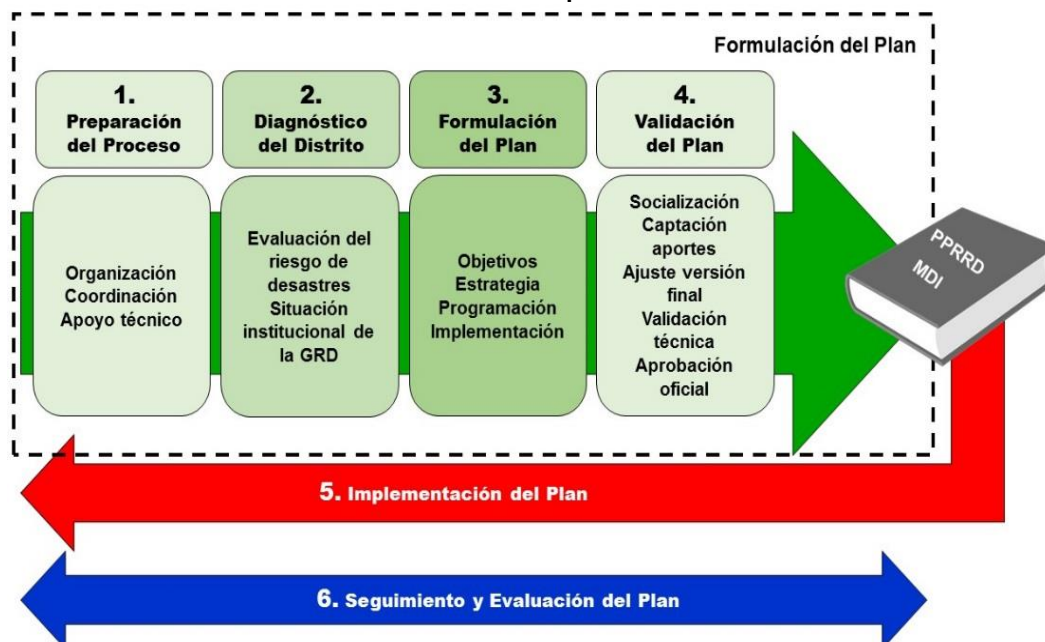 Formulación del Plan
1.
Preparación
del Proceso
2.
Diagnóstico
del Distrito
3.
Formulación
del Plan
4.
Validación
del Plan
Organización
Coordinación
Apoyo técnico
Evaluación del
riesgo de
desastres
Situación
institucional de
la GRD
Objetivos
Estrategia
Programación
Implementación
Socialización
Captación
aportes
Ajuste versión
final
Validación
técnica
Aprobación
oficial
PPRRD
MDI
5. Implementación del Plan
6. Seguimiento y Evaluación del Plan